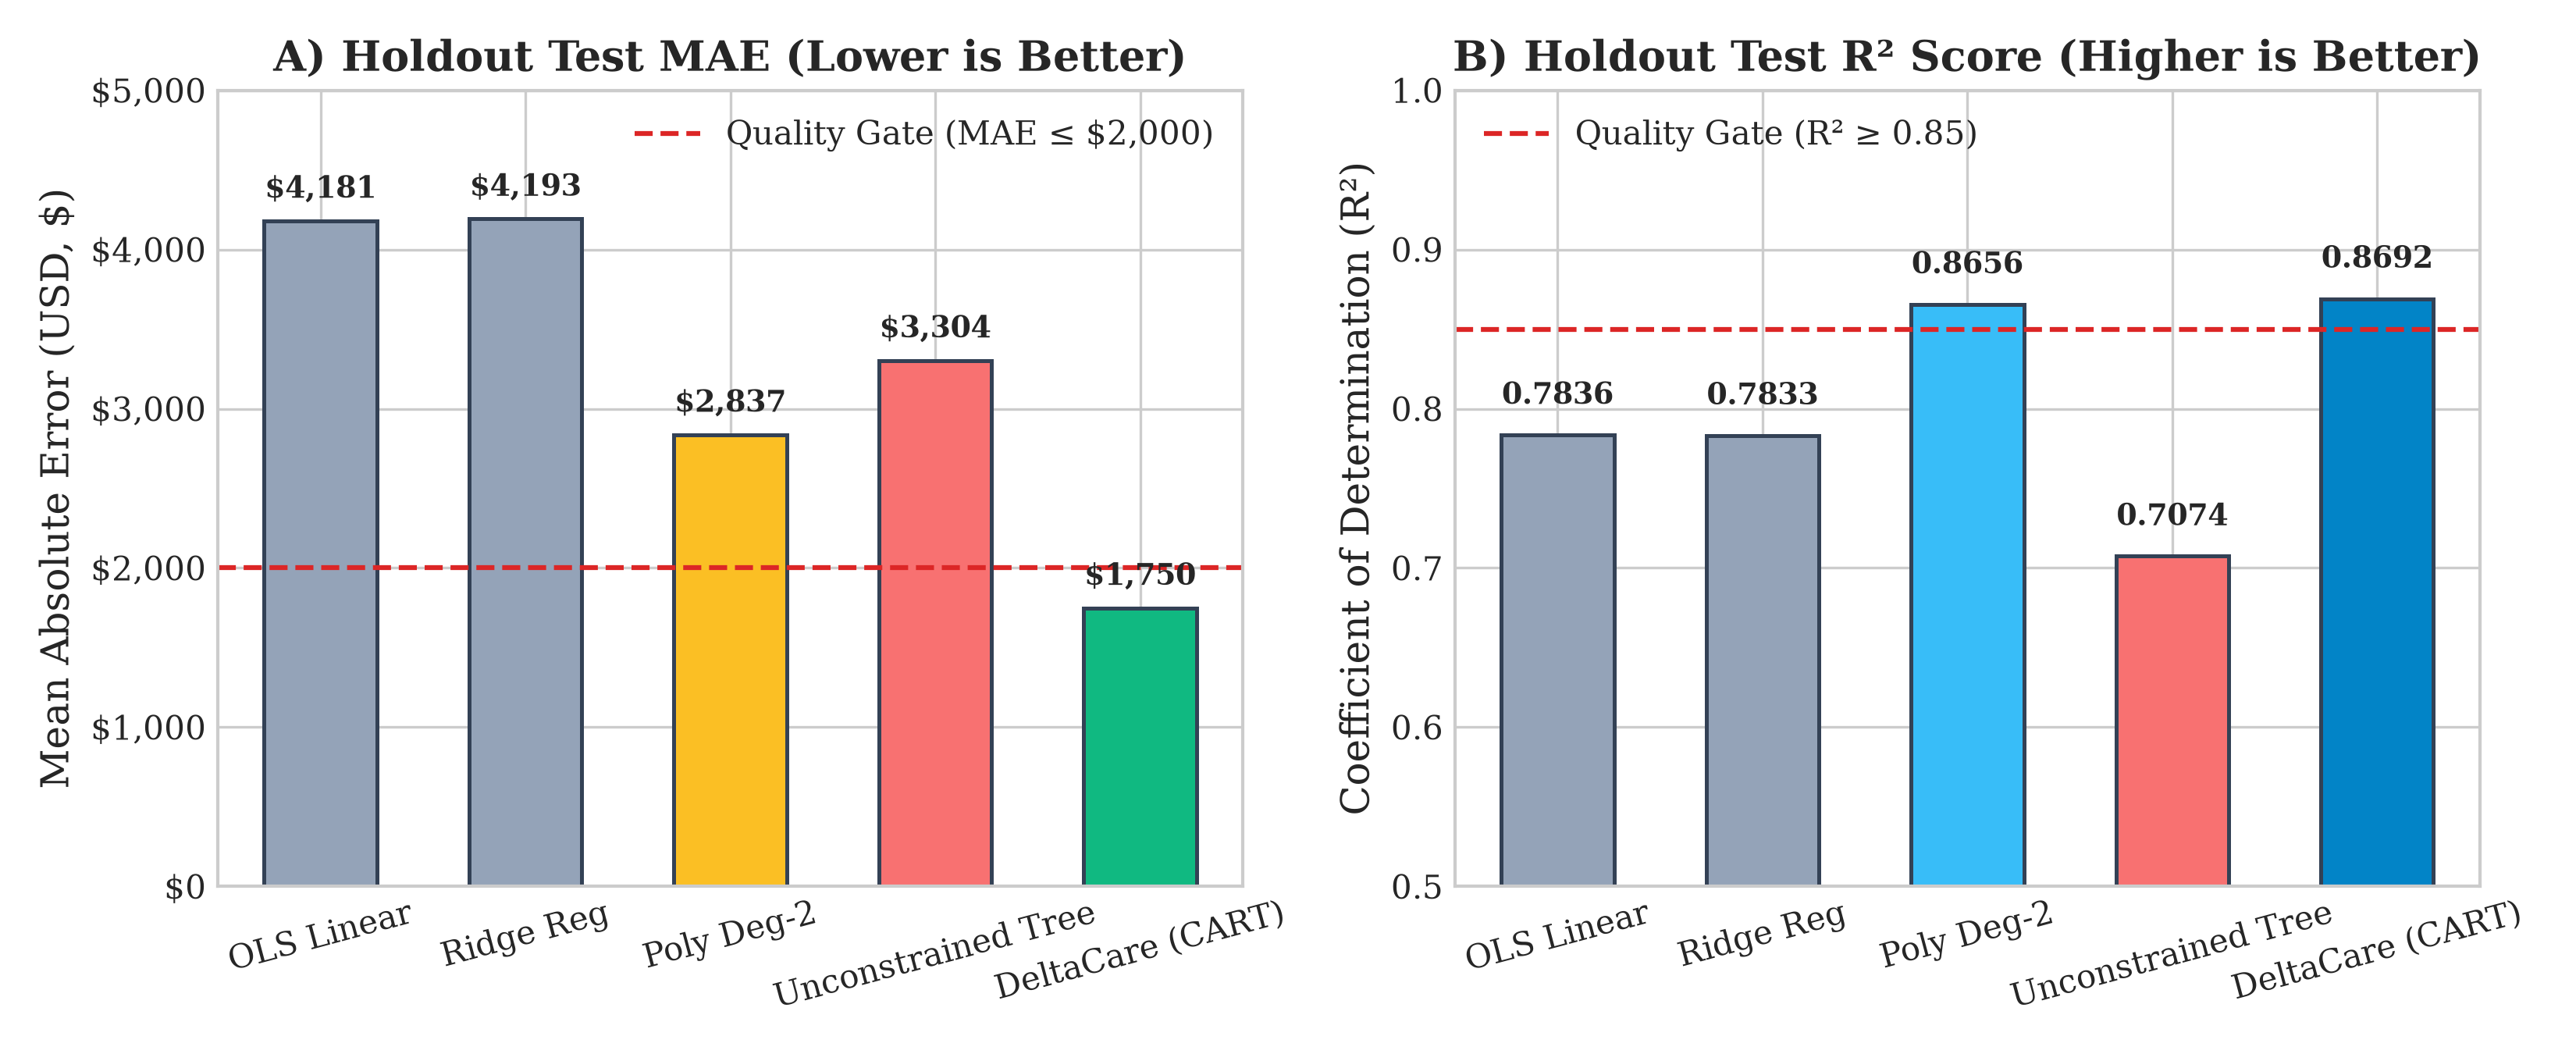 A) Holdout Test MAE (Lower is Better)
Mean Absolute Error (USD, $)
$5,000
$4,000
$3,000
$2,000
$1,000
$0
Quality Gate (MAE ≤ $2,000)
$4,181
$4,193
$2,837
$3,304
$1,750
OLS Linear
Ridge Reg
Poly Deg-2
Unconstrained Tree
DeltaCare (CART)
B) Holdout Test R² Score (Higher is Better)
Coefficient of Determination (R²)
1.0
0.9
0.8
0.7
0.6
0.5
Quality Gate (R² ≥ 0.85)
0.7836
0.7833
0.8656
0.7074
0.8692
OLS Linear
Ridge Reg
Poly Deg-2
Unconstrained Tree
DeltaCare (CART)